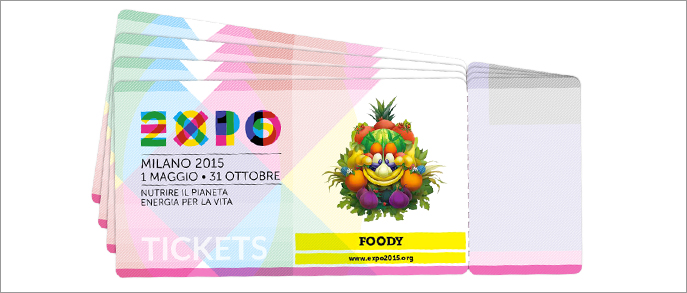 EXPO
MILANO 2015
1 MAGGIO • 31 OTTOBRE
NUTRIRE IL PIANETA
ENERGIA PER LA VITA
TICKETS
FOODY
www.expo2015.org